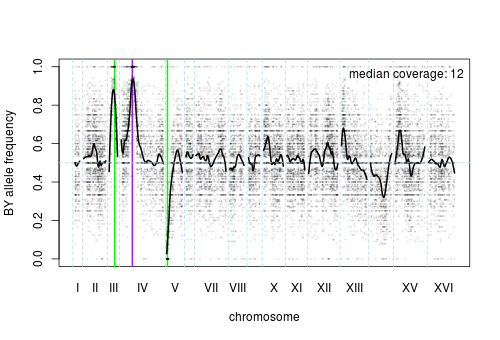 median coverage: 12
BY allele frequency
1.0
0.8
0.6
0.4
0.2
0.0
I II III IV V VII VIII X XI XII XIII XV XVI
chromosome